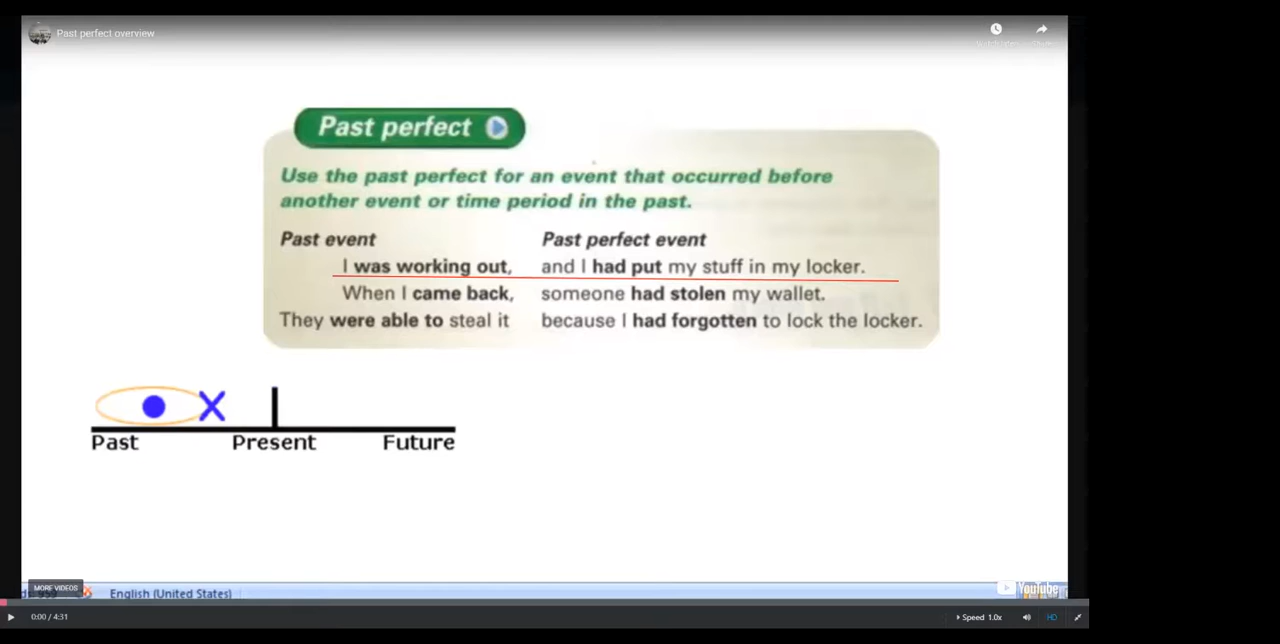 Past perfect overview
Past perfect
Use the past perfect for an event that occurred before
another event or time period in the past.
Past event Past perfect event
I was working out, and I had put my stuff in my locker.
When I came back, someone had stolen my wallet.
They were able to steal it because I had forgotten to lock the locker.
Past Present Future
MORE VIDEOS
English (United States)
YouTube
0:00 / 4:31
Speed 1.0x
HD